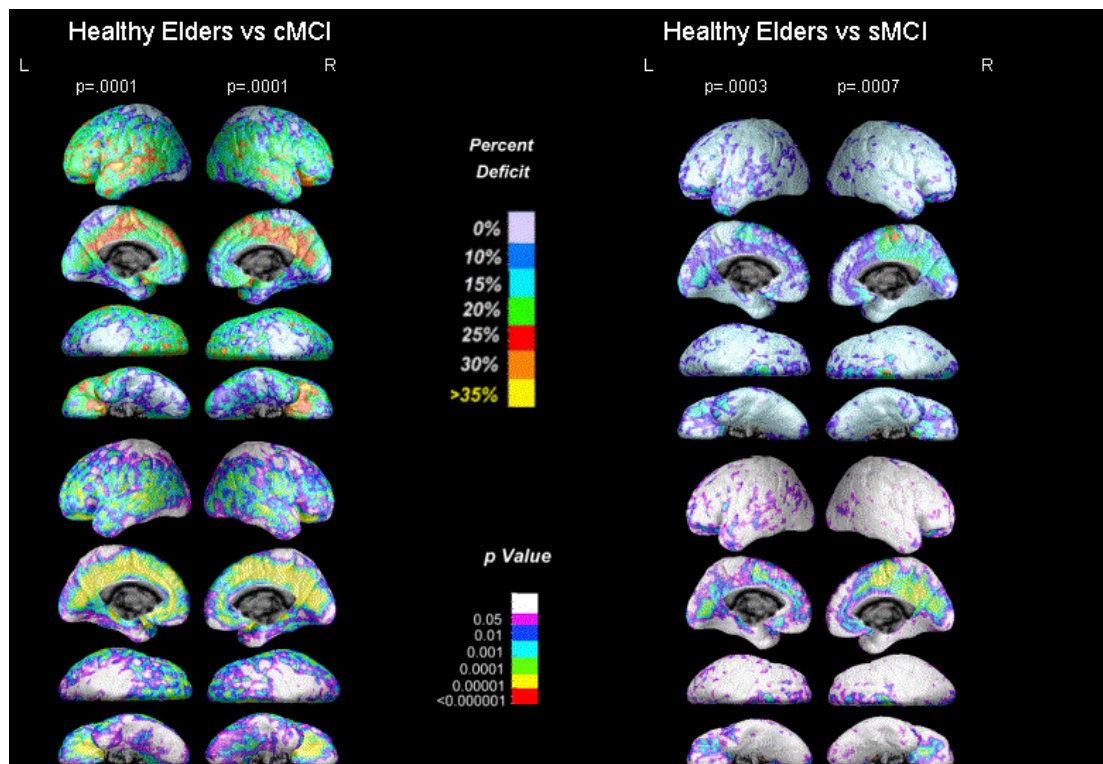 Healthy Elders vs cMCI
L
R
p=.0001
p=.0001
Percent
Deficit
0%
10%
15%
20%
25%
30%
>35%
p Value
0.05
0.01
0.001
0.0001
0.00001
<0.000001
Healthy Elders vs sMCI
L
R
p=.0003
p=.0007